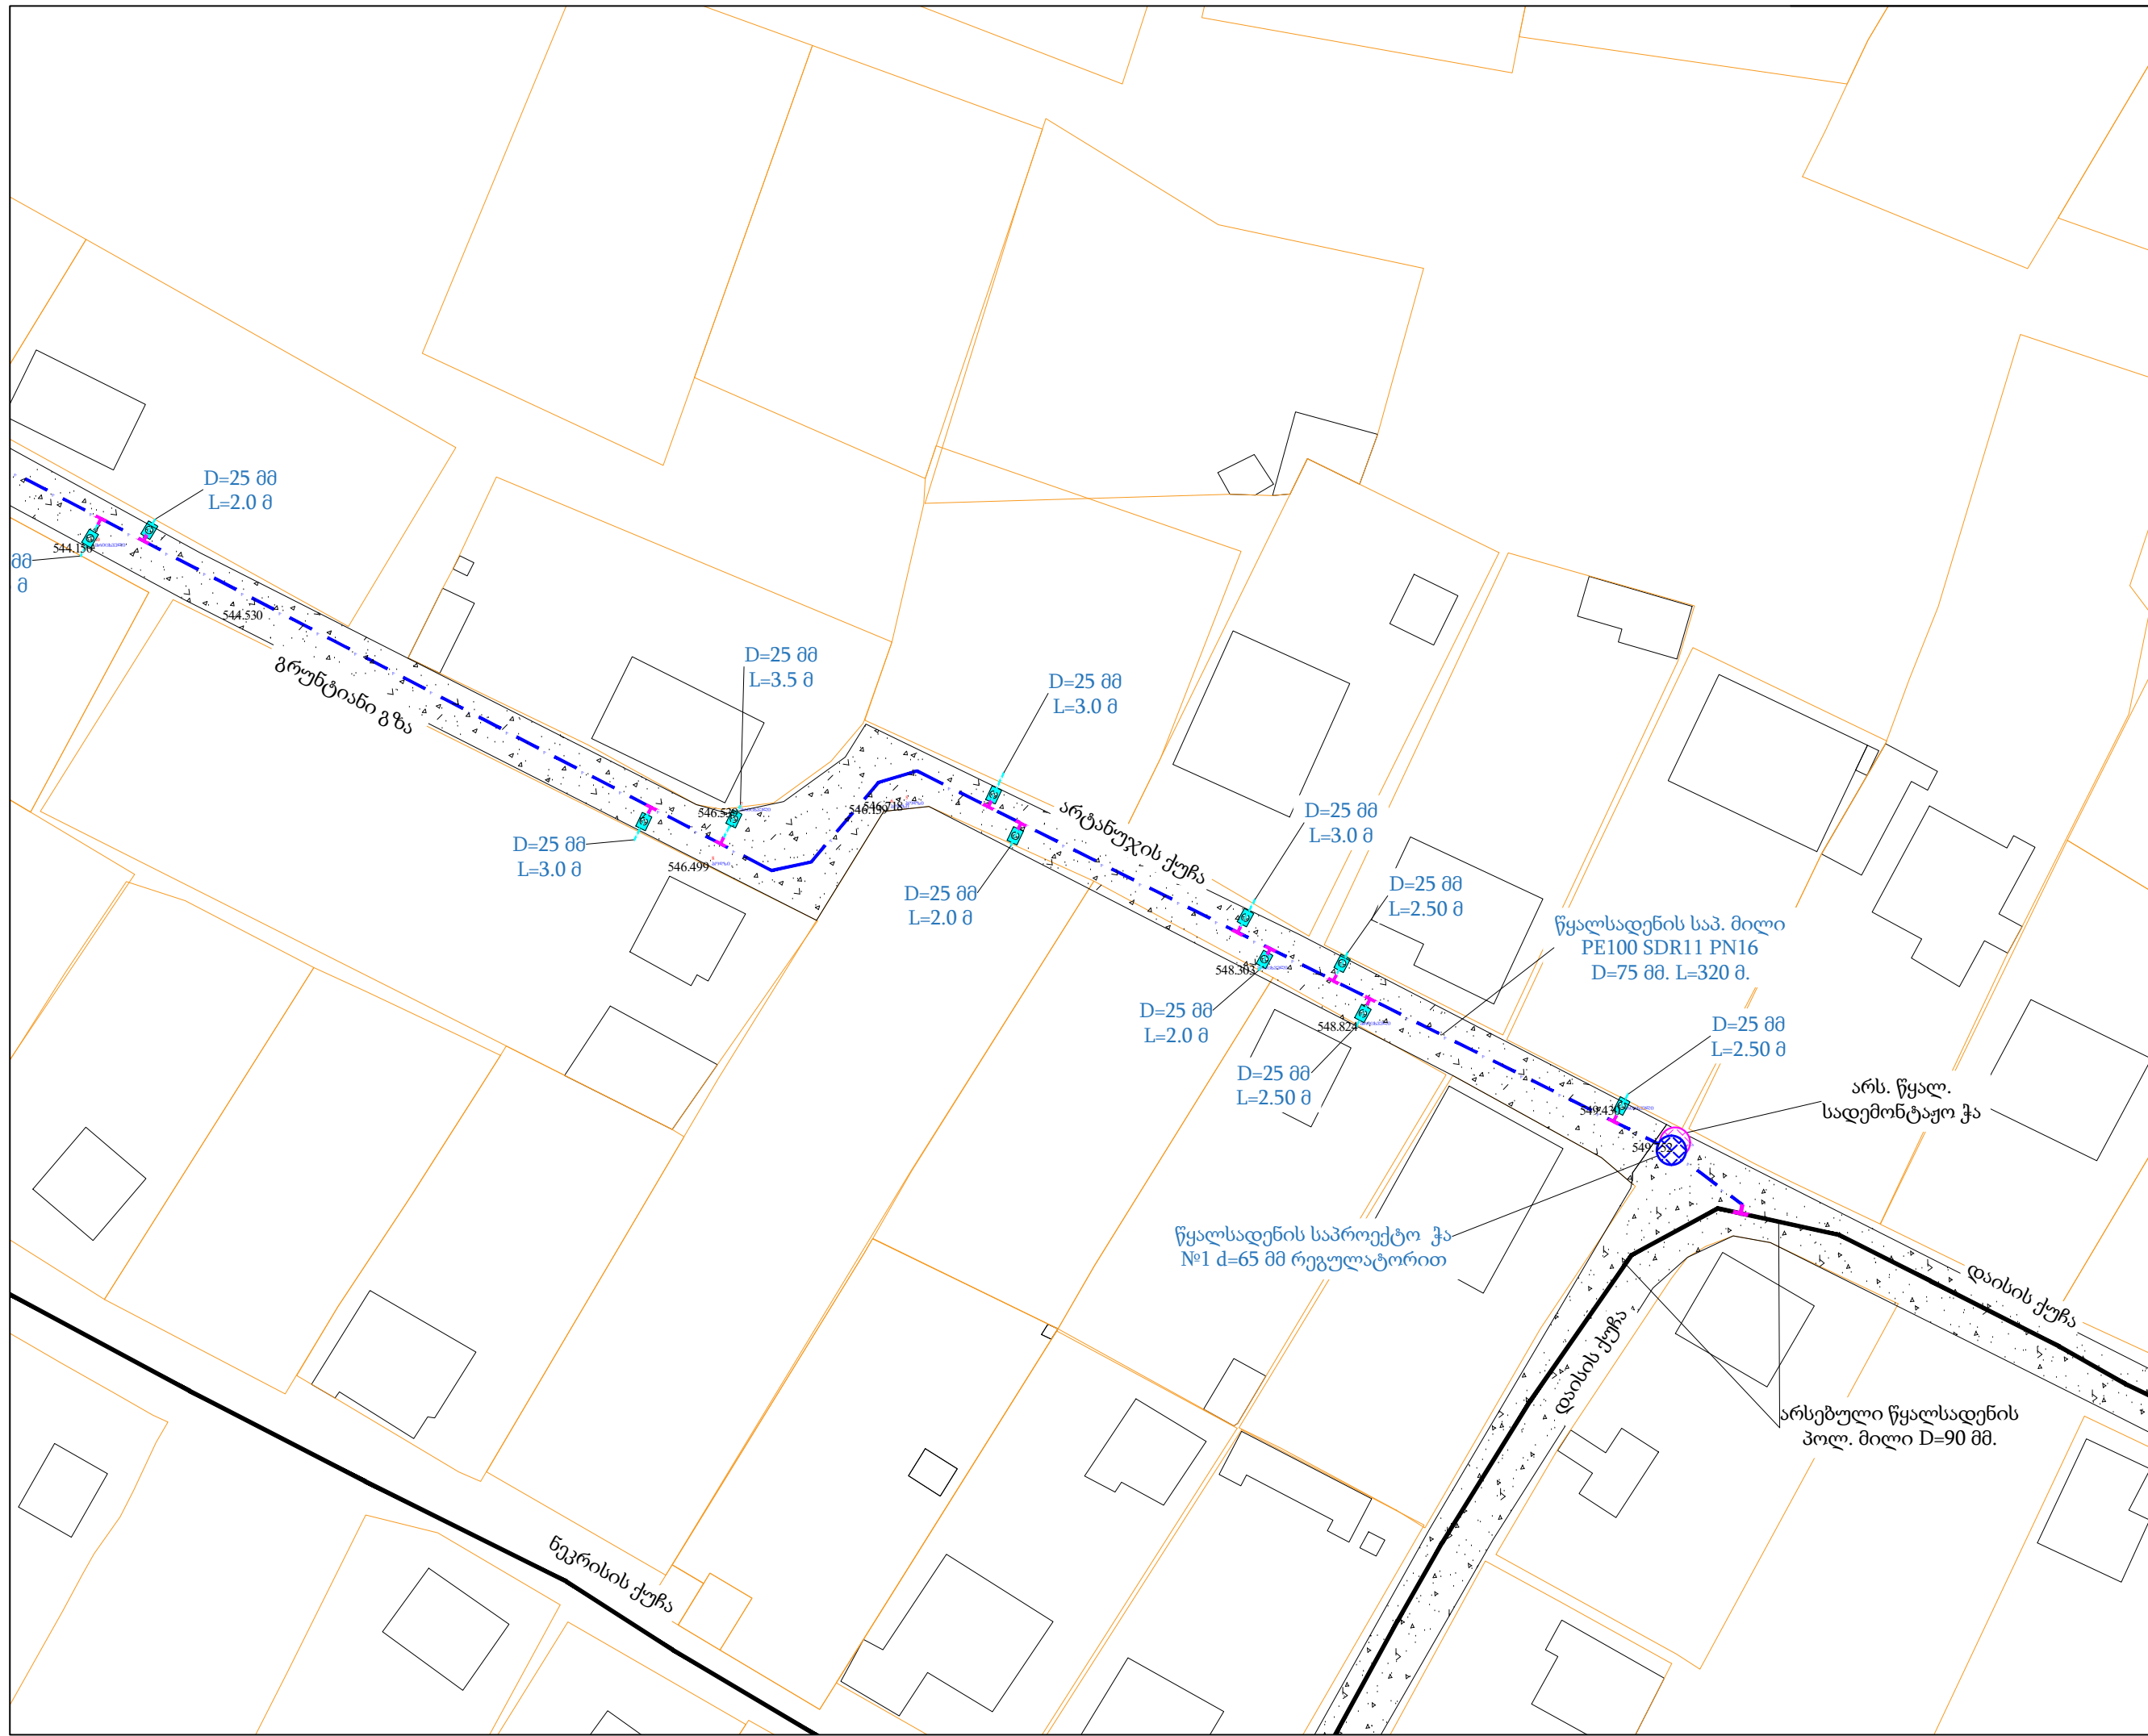 D=25 მმ
L=2.0 მ
544.150
მმ
მ
544.530
გრუნტიანი გზა
D=25 მმ
L=3.5 მ
D=25 მმ
L=3.0 მ
546.499
D=25 მმ
L=3.0 მ
D=25 მმ
L=2.0 მ
არტანუჯის ქუჩა
D=25 მმ
L=3.0 მ
D=25 მმ
L=2.50 მ
548.303
D=25 მმ
L=2.0 მ
548.824
D=25 მმ
L=2.50 მ
წყალსადენის საპ. მილი
PE100 SDR11 PN16
D=75 მმ. L=320 მ.
D=25 მმ
L=2.50 მ
549.430
არს. წყალ.
სადემონტაჟო ჭა
წყალსადენის საპროექტო ჭა
№1 d=65 მმ რეგულატორით
დაისის ქუჩა
დაისის ქუჩა
არსებული წყალსადენის
პოლ. მილი D=90 მმ.
ნეკრისის ქუჩა